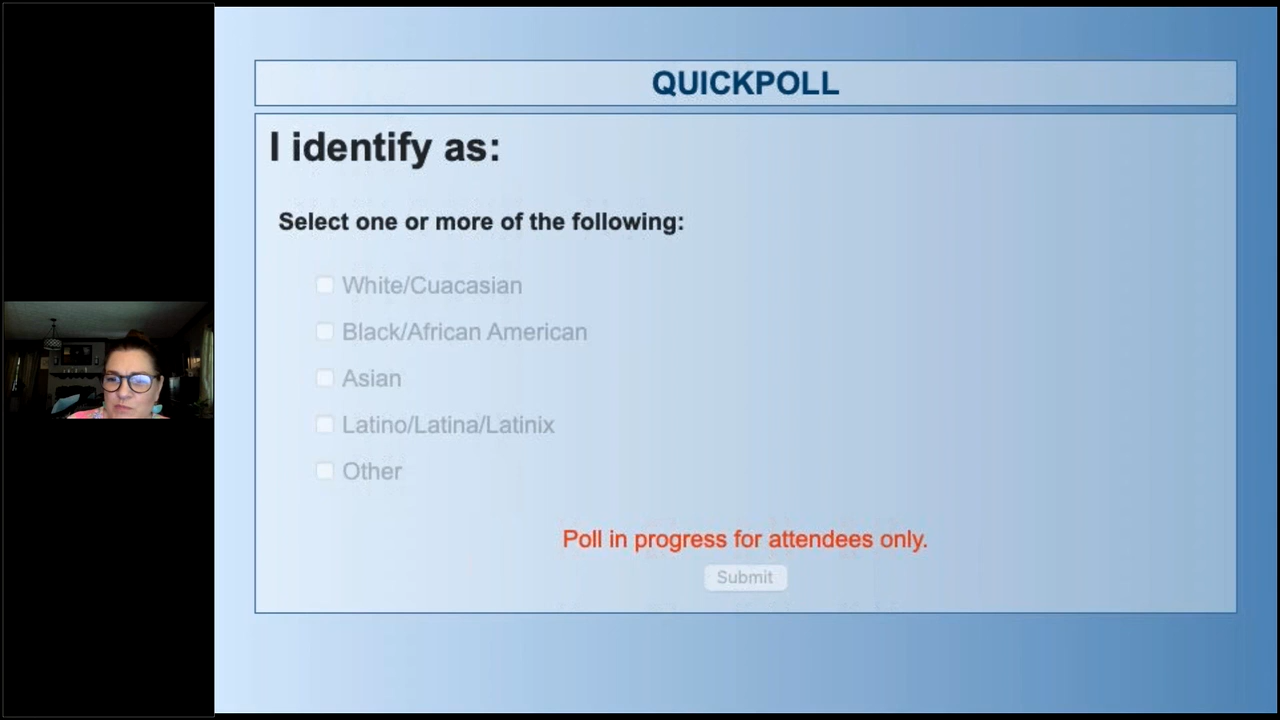 QUICKPOLL
I identify as:
Select one or more of the following:
White/Cuacasian
Black/African American
Asian
Latino/Latina/Latinix
Other
Poll in progress for attendees only.
Submit